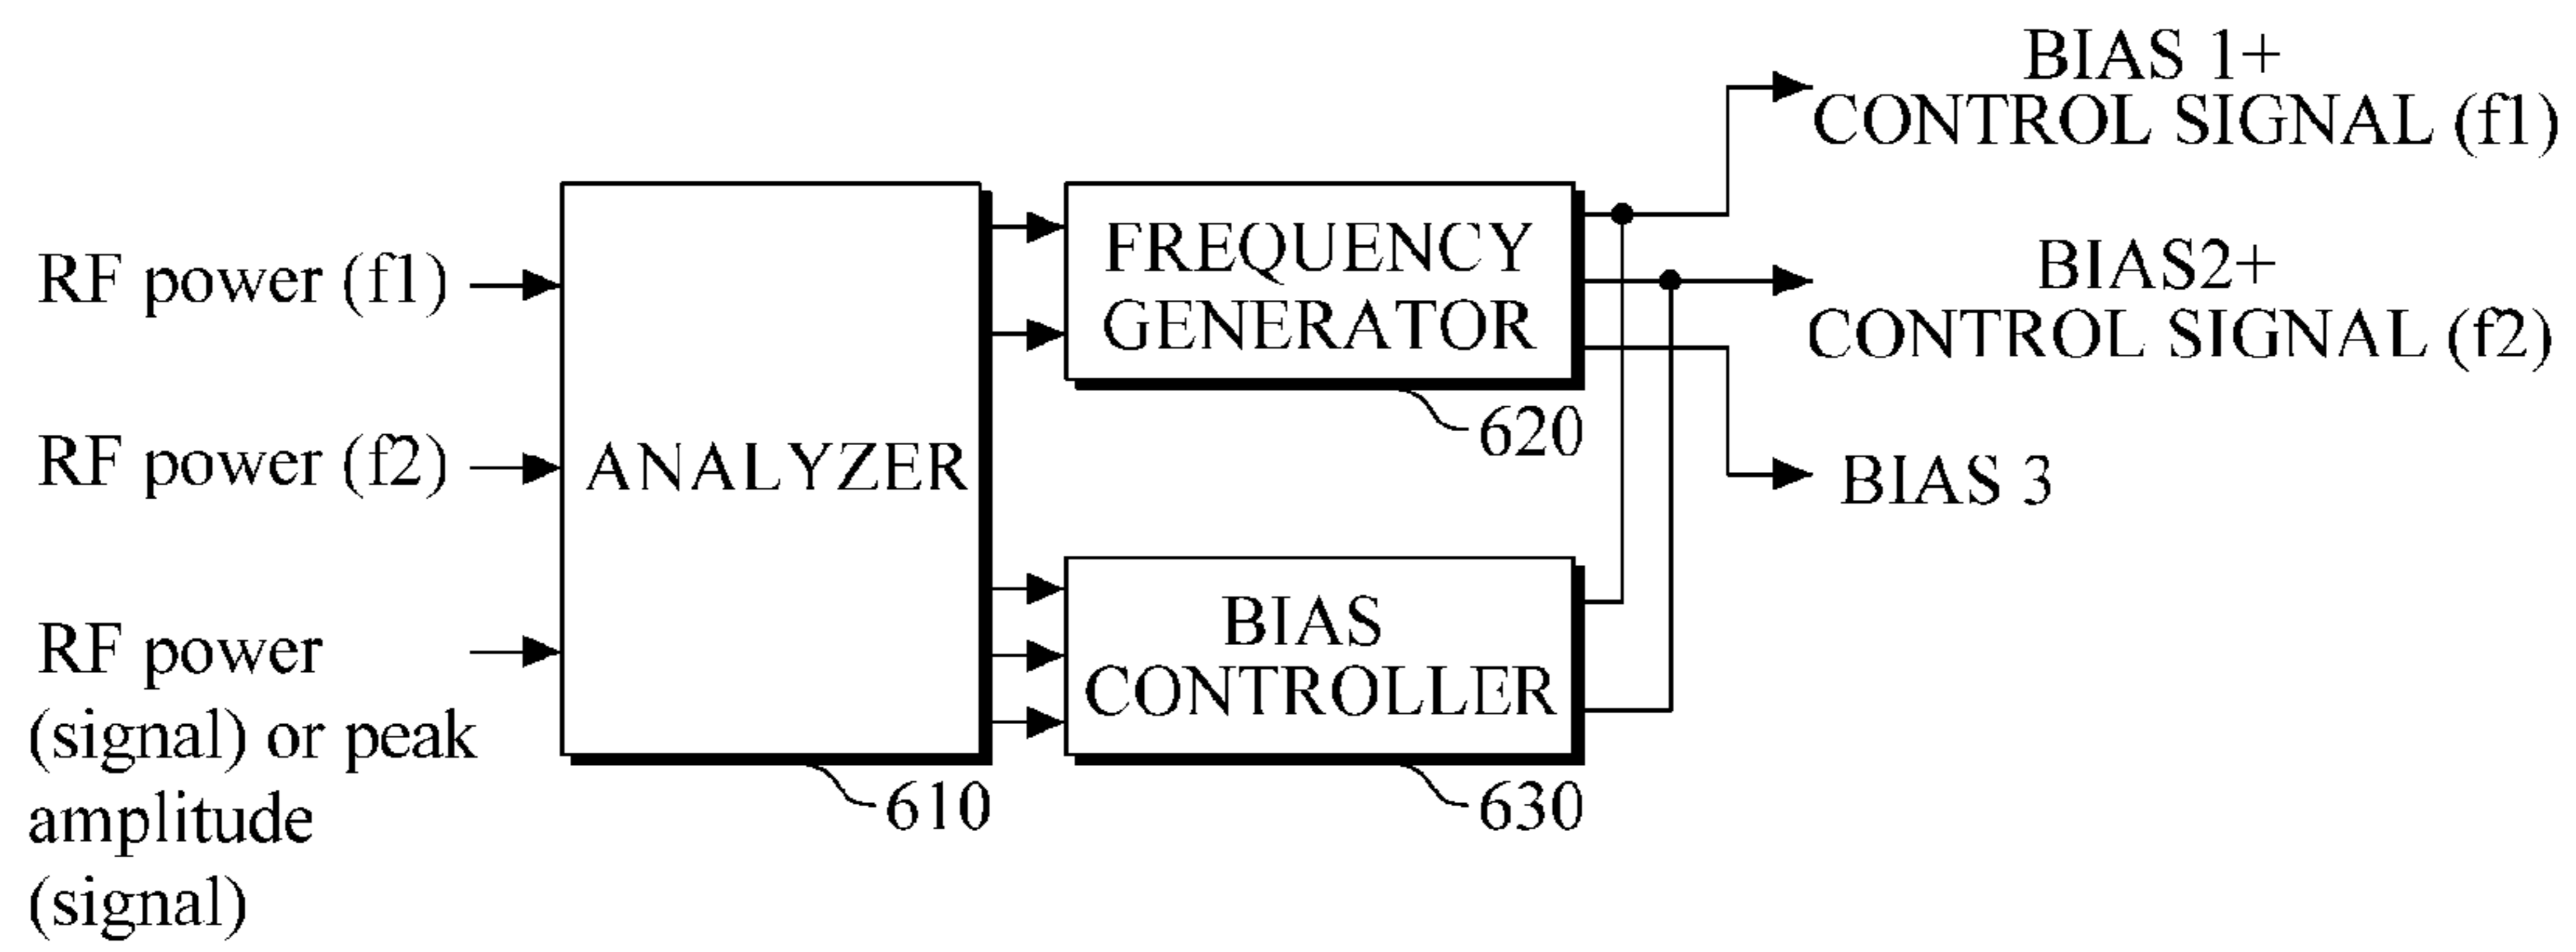 RF power (f1)
RF power (f2)
RF power
(signal) or peak
amplitude
(signal)
ANALYZER
610
FREQUENCY
GENERATOR
620
BIAS
CONTROLLER
630
BIAS 1+
CONTROL SIGNAL (f1)
BIAS2+
CONTROL SIGNAL (f2)
BIAS 3